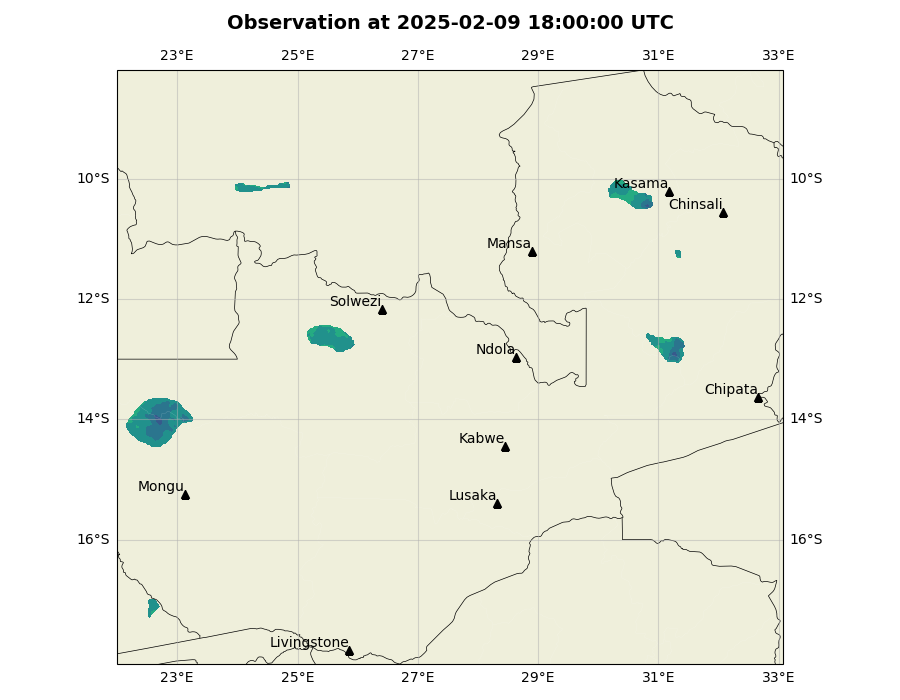 Observation at 2025-02-09 18:00:00 UTC
23°E 25°E 27°E 29°E 31°E 33°E
10°S 10°S
Kasama
Chinsali
Mansa
12°S 12°S
Solwezi
Ndola
Chipata
14°S 14°S
Kabwe
Mongu
Lusaka
16°S 16°S
Livingstone
23°E 25°E 27°E 29°E 31°E 33°E